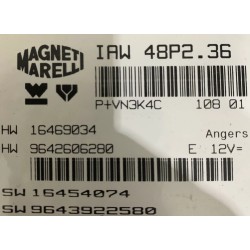 MAGNETI
MARELLI
IAW 48P2.36
P+VN3K4C 108 01
HW 16469034 Angers
HW 9642606280 E 12V=
SW 16454074
SW 9643922580